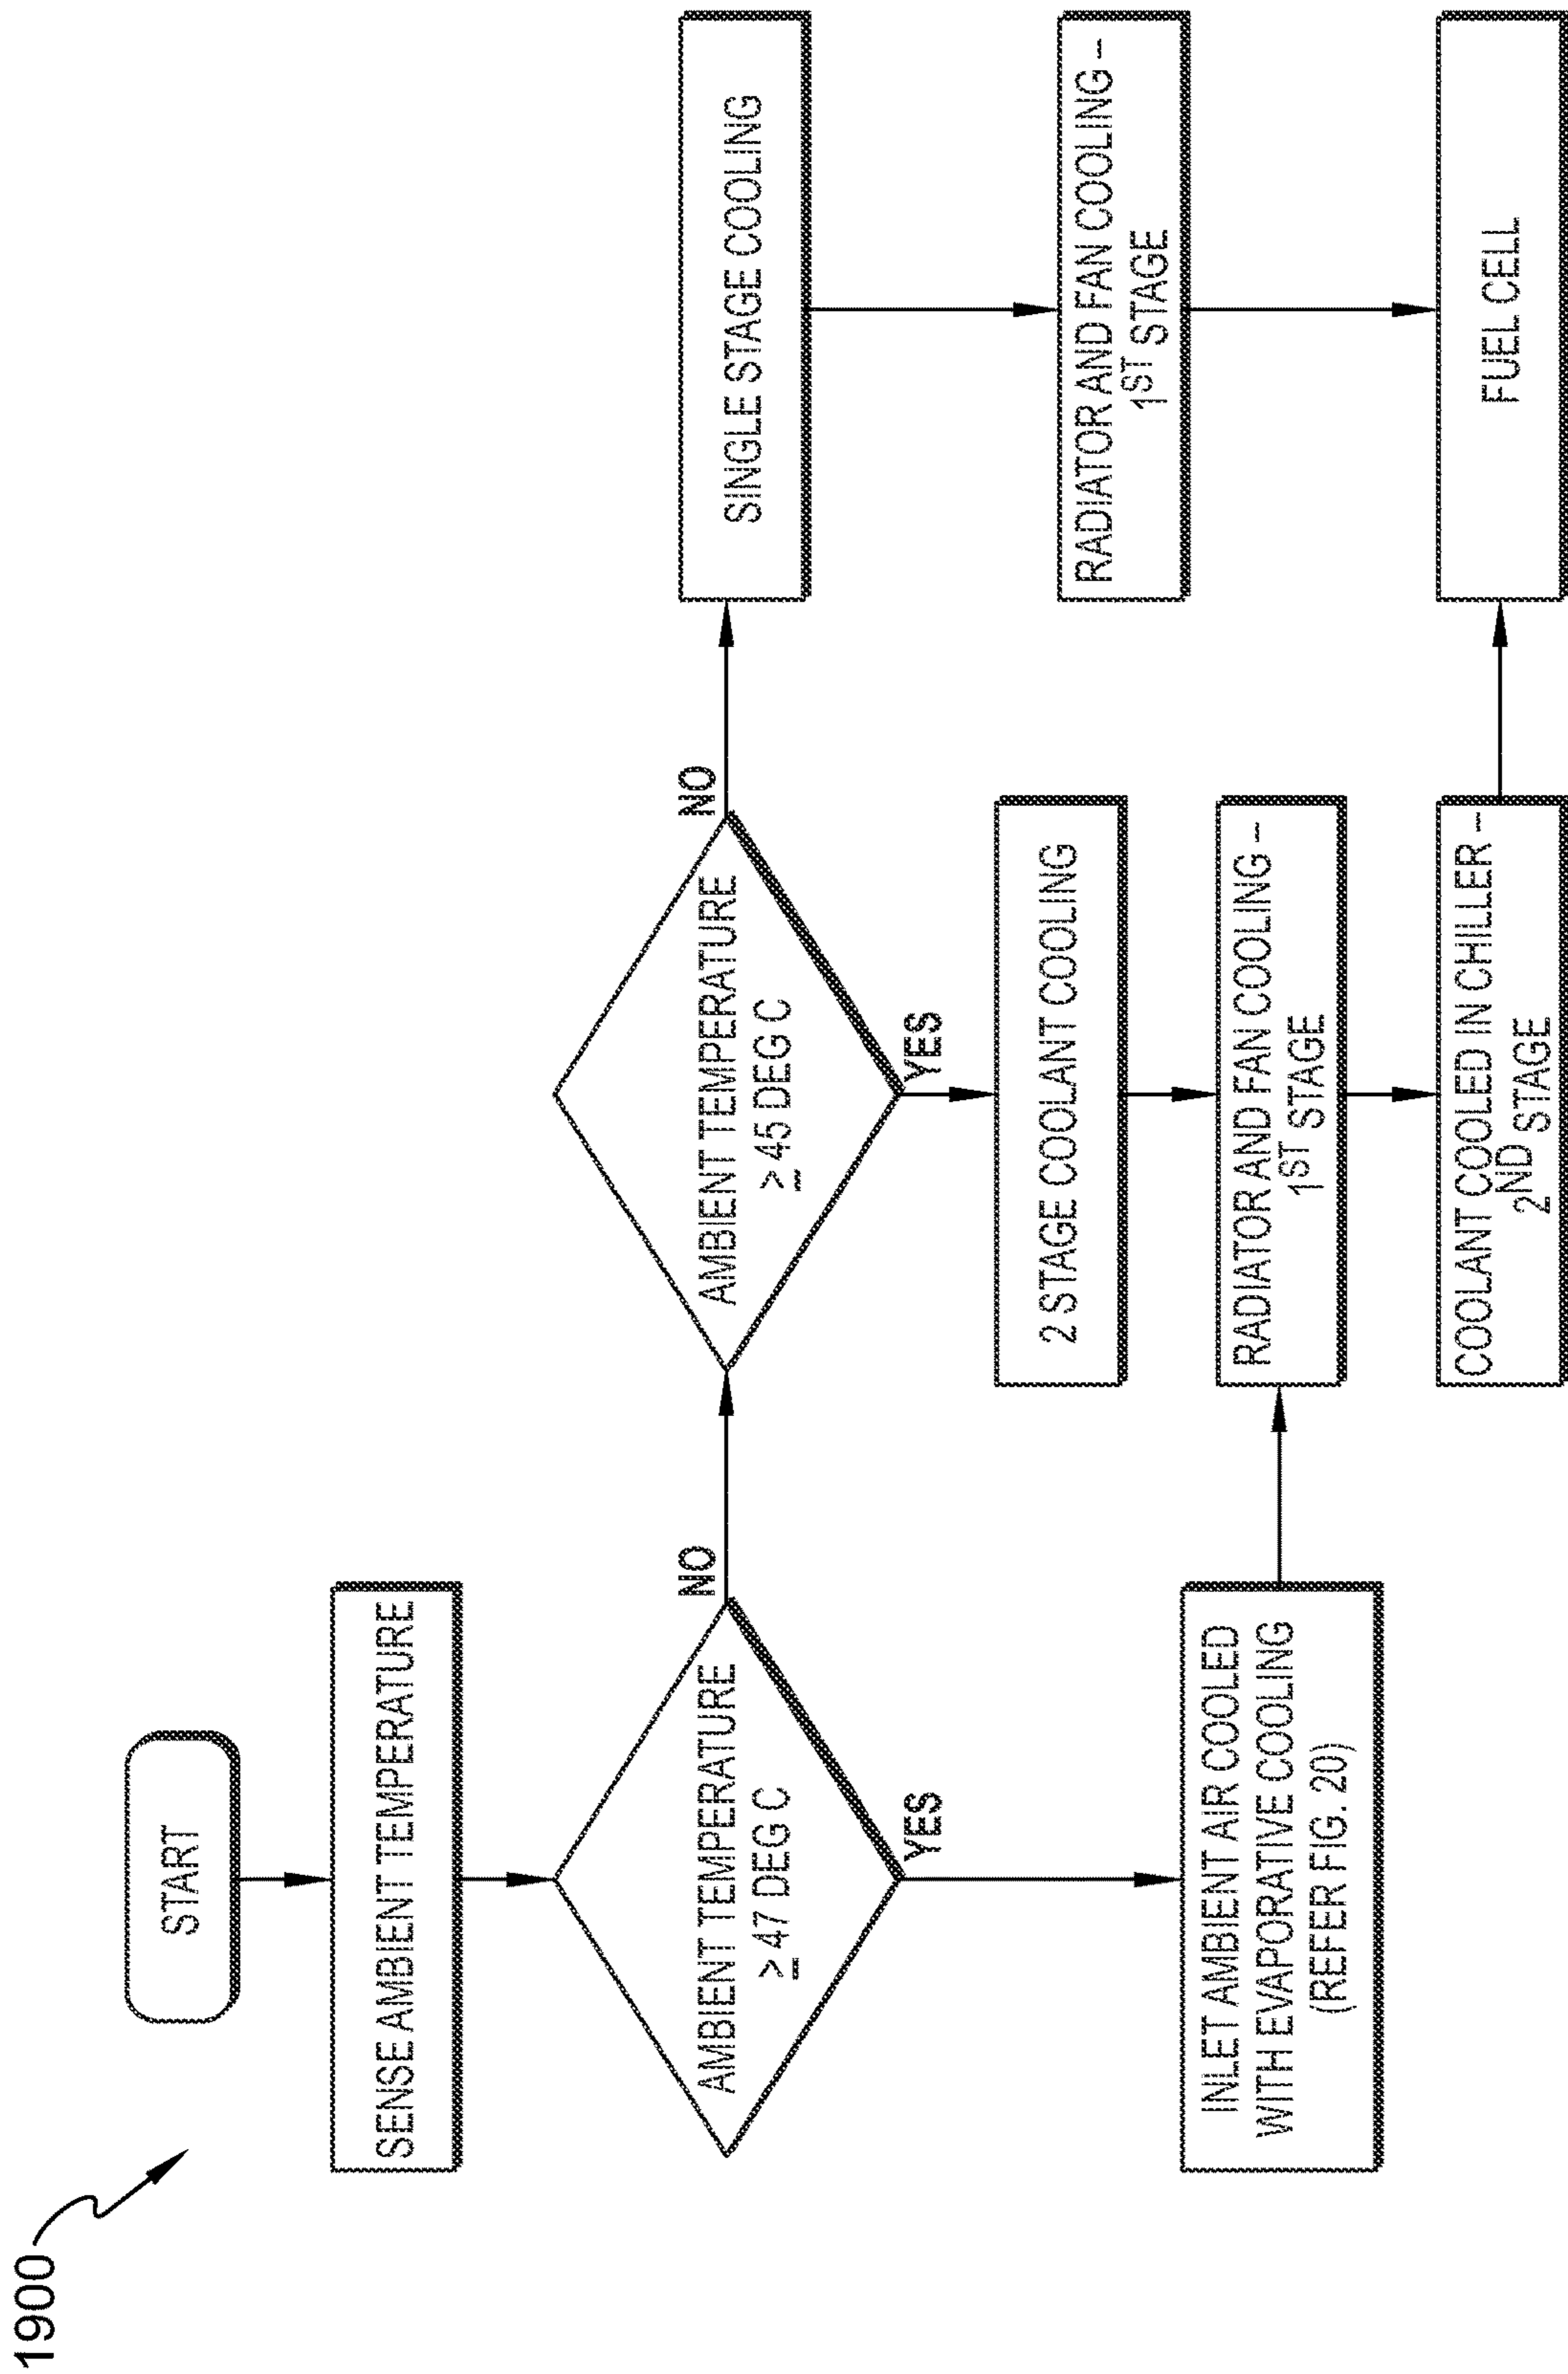 1900
START
SENSE AMBIENT TEMPERATURE
AMBIENT TEMPERATURE
≥ 47 DEG C
NO
YES
INLET AMBIENT AIR COOLED
WITH EVAPORATIVE COOLING
(REFER FIG. 20)
AMBIENT TEMPERATURE
≥ 45 DEG C
NO
YES
2 STAGE COOLANT COOLING
RADIATOR AND FAN COOLING –
1ST STAGE
COOLANT COOLED IN CHILLER –
2ND STAGE
SINGLE STAGE COOLING
RADIATOR AND FAN COOLING –
1ST STAGE
FUEL CELL